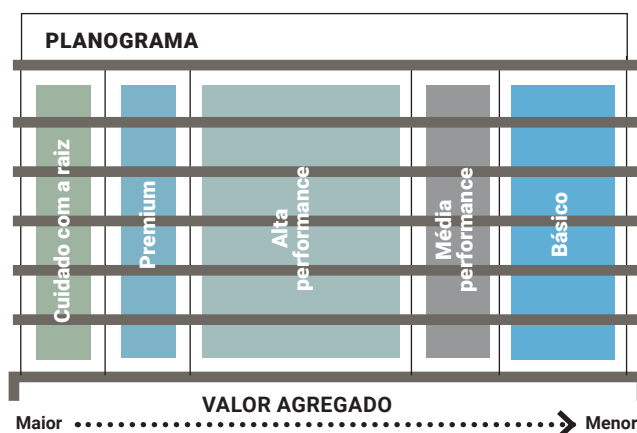 PLANOGRAMA
Cuidado com a raiz
Premium
Alta
performance
Média
performance
Básico
VALOR AGREGADO
Maior
Menor